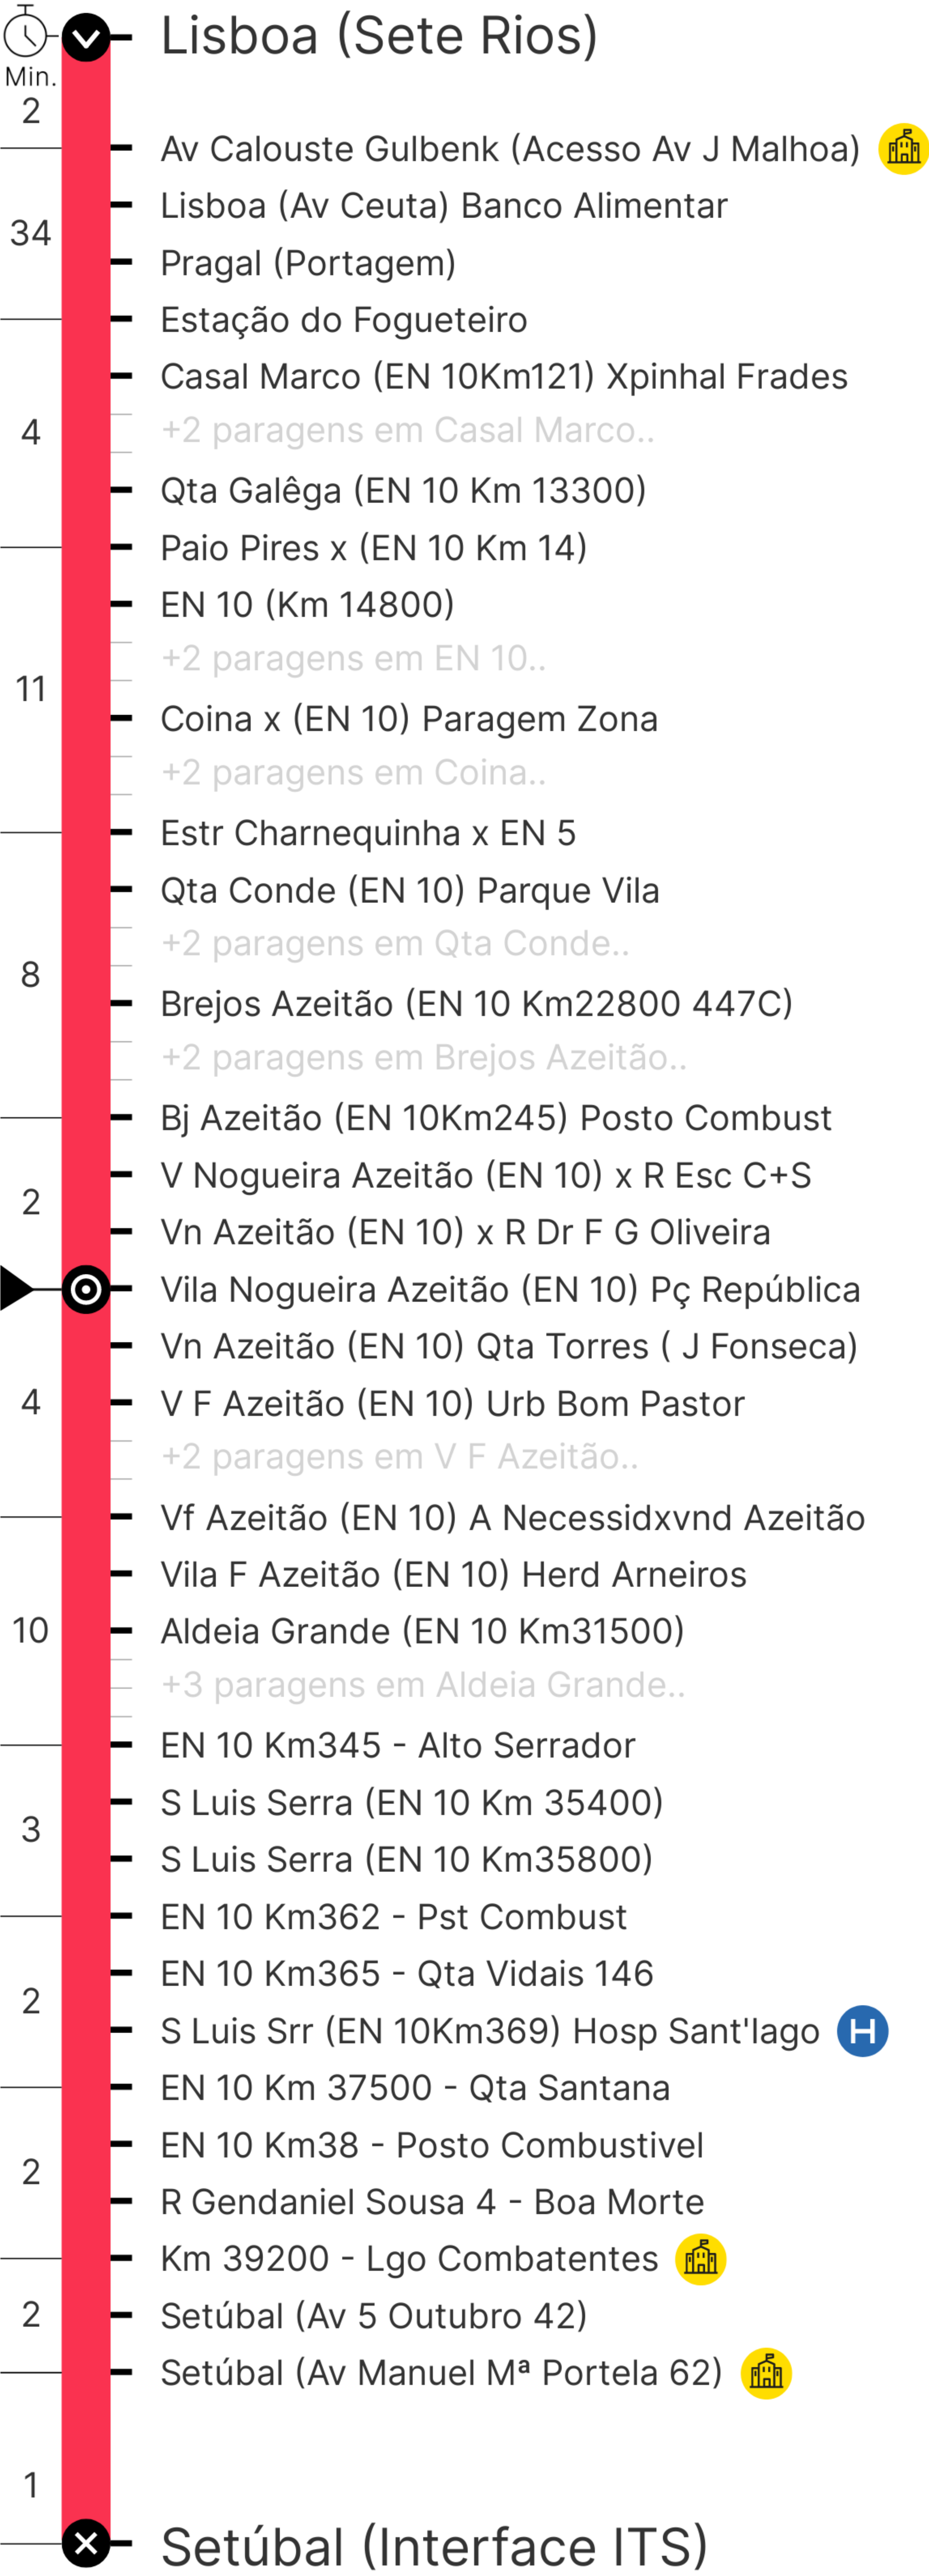 Lisboa (Sete Rios)
Min.
2
Av Calouste Gulbenk (Acesso Av J Malhoa)
Lisboa (Av Ceuta) Banco Alimentar
34
Pragal (Portagem)
Estação do Fogueteiro
Casal Marco (EN 10Km121) Xpinhal Frades
+2 paragens em Casal Marco..
4
Qta Galêga (EN 10 Km 13300)
Paio Pires x (EN 10 Km 14)
EN 10 (Km 14800)
+2 paragens em EN 10..
11
Coina x (EN 10) Paragem Zona
+2 paragens em Coina..
Estr Charnequinha x EN 5
Qta Conde (EN 10) Parque Vila
+2 paragens em Qta Conde..
8
Brejos Azeitão (EN 10 Km22800 447C)
+2 paragens em Brejos Azeitão..
Bj Azeitão (EN 10Km245) Posto Combust
V Nogueira Azeitão (EN 10) x R Esc C+S
2
Vn Azeitão (EN 10) x R Dr F G Oliveira
Vila Nogueira Azeitão (EN 10) Pç República
Vn Azeitão (EN 10) Qta Torres ( J Fonseca)
4
V F Azeitão (EN 10) Urb Bom Pastor
+2 paragens em V F Azeitão..
Vf Azeitão (EN 10) A Necessidxvnd Azeitão
Vila F Azeitão (EN 10) Herd Arneiros
10
Aldeia Grande (EN 10 Km31500)
+3 paragens em Aldeia Grande..
EN 10 Km345 - Alto Serrador
S Luis Serra (EN 10 Km 35400)
3
S Luis Serra (EN 10 Km35800)
EN 10 Km362 - Pst Combust
EN 10 Km365 - Qta Vidais 146
2
S Luis Srr (EN 10Km369) Hosp Sant'Iago
H
EN 10 Km 37500 - Qta Santana
EN 10 Km38 - Posto Combustivel
2
R Gendaniel Sousa 4 - Boa Morte
Km 39200 - Lgo Combatentes
2
Setúbal (Av 5 Outubro 42)
Setúbal (Av Manuel Mª Portela 62)
1
Setúbal (Interface ITS)